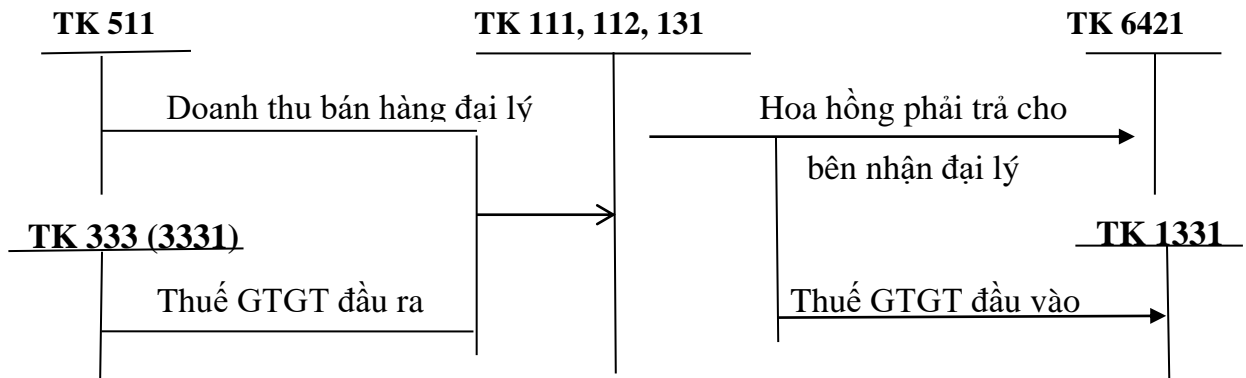 TK 511
TK 111, 112, 131
TK 6421
Doanh thu bán hàng đại lý
Hoa hồng phải trả cho
bên nhận đại lý
TK 333 (3331)
TK 1331
Thuế GTGT đầu ra
Thuế GTGT đầu vào